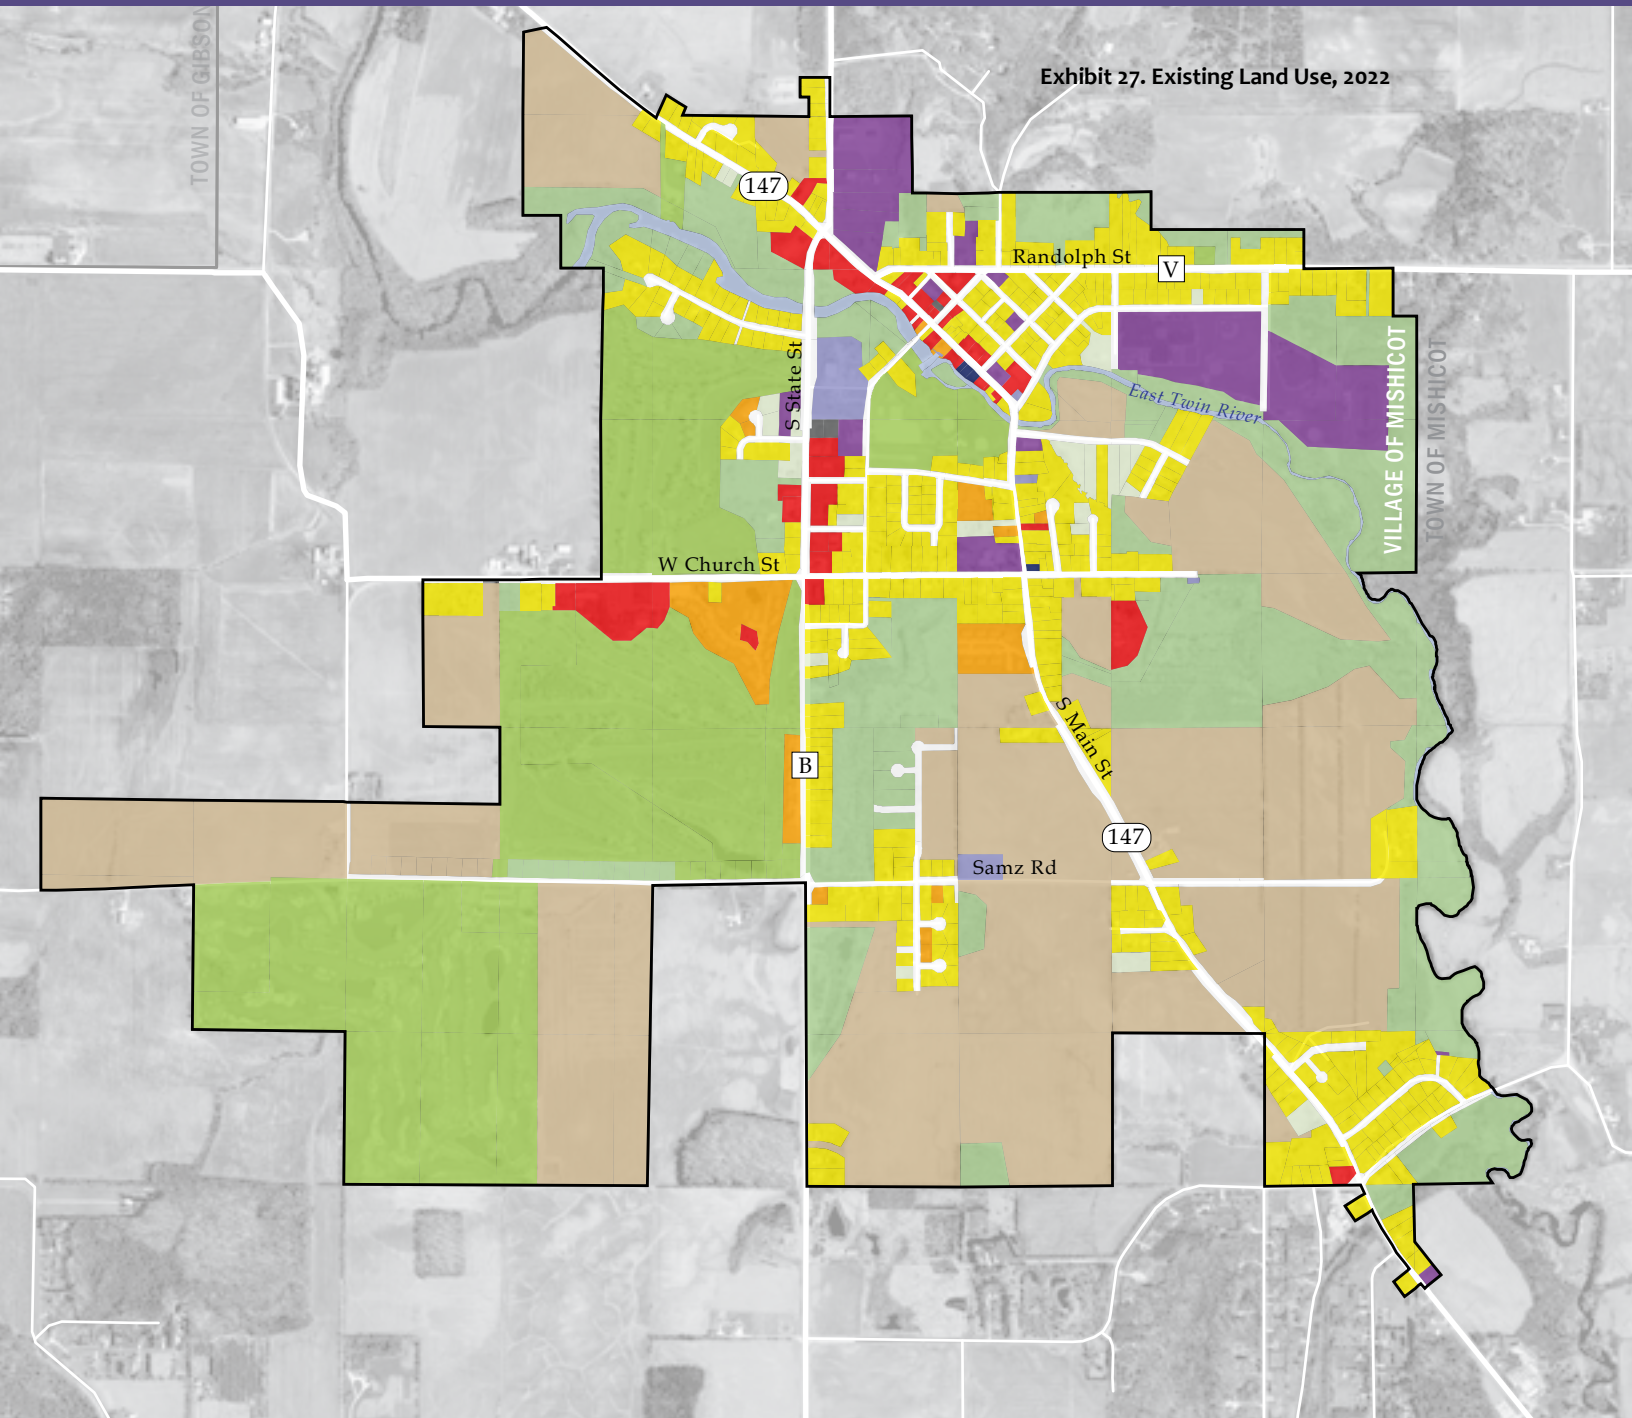 Exhibit 27. Existing Land Use, 2022
TOWN OF GIBSON
147
Randolph St
V
S State St
East Twin River
VILLAGE OF MISHICOT
TOWN OF MISHICOT
W Church St
S Main St
B
147
Samz Rd